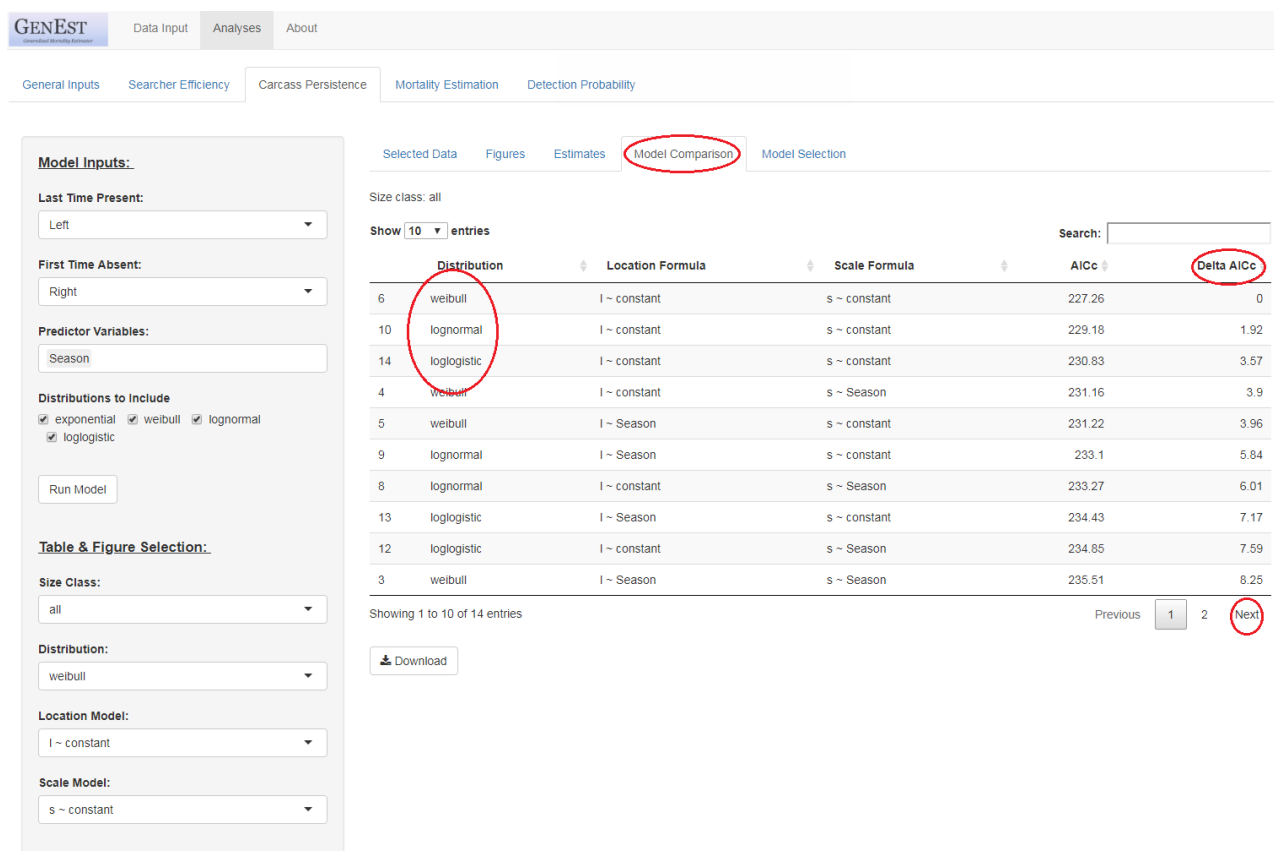 GENEST Data Input Analyses About
Generalized Mortality Estimator
General Inputs Searcher Efficiency Carcass Persistence Mortality Estimation Detection Probability
Model Inputs:
Last Time Present:
Left
First Time Absent:
Right
Predictor Variables:
Season
Distributions to Include
exponential weibull lognormal
loglogistic
Run Model
Table & Figure Selection:
Size Class:
all
Distribution:
weibull
Location Model:
l ~ constant
Scale Model:
s ~ constant
Selected Data Figures Estimates Model Comparison Model Selection
Size class: all
Show 10 entries Search:
Distribution Location Formula Scale Formula AICc Delta AICc
6 weibull l ~ constant s ~ constant 227.26 0
10 lognormal l ~ constant s ~ constant 229.18 1.92
14 loglogistic l ~ constant s ~ constant 230.83 3.57
4 weibull l ~ constant s ~ Season 231.16 3.9
5 weibull l ~ Season s ~ constant 231.22 3.96
9 lognormal l ~ Season s ~ constant 233.1 5.84
8 lognormal l ~ constant s ~ Season 233.27 6.01
13 loglogistic l ~ Season s ~ constant 234.43 7.17
12 loglogistic l ~ constant s ~ Season 234.85 7.59
3 weibull l ~ Season s ~ Season 235.51 8.25
Showing 1 to 10 of 14 entries Previous 1 2 Next
Download